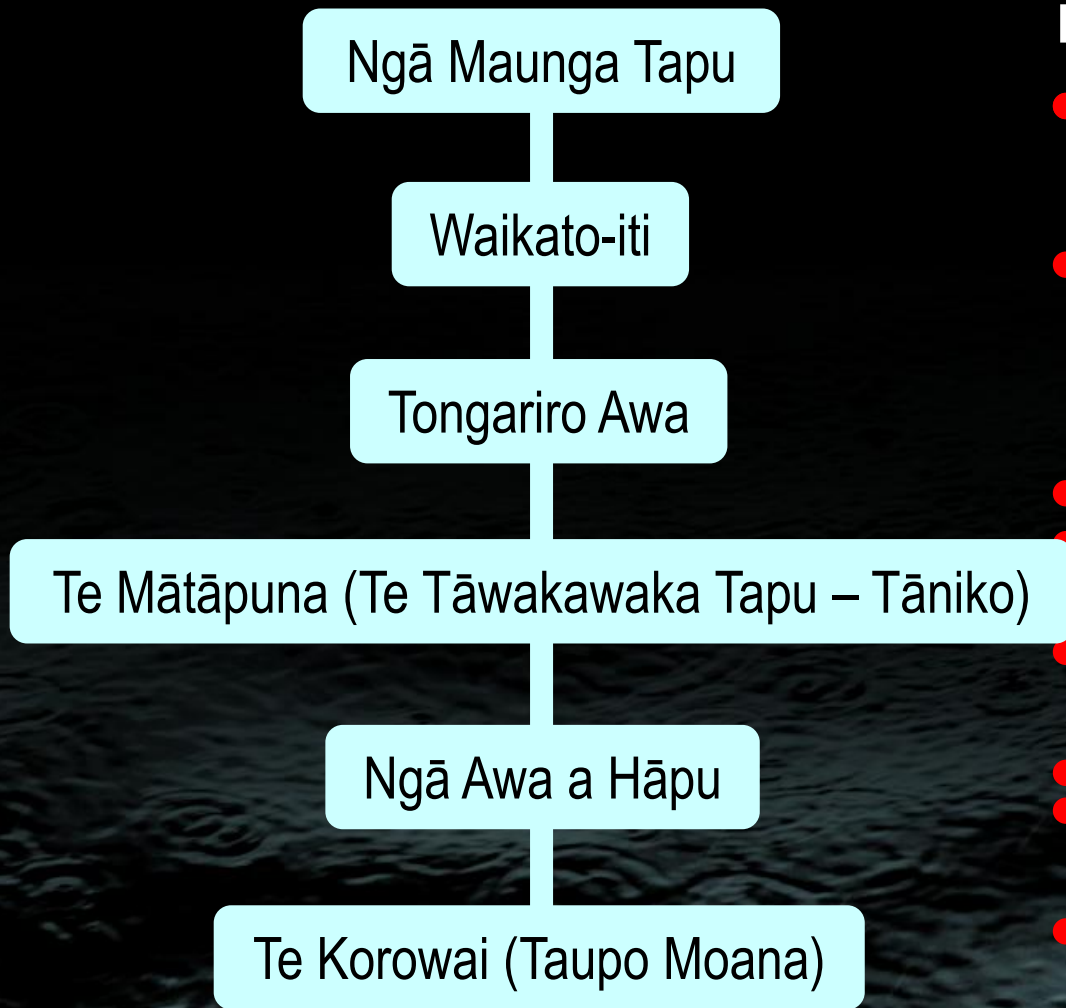 Ngā Maunga Tapu
Waikato-iti
Tongariro Awa
Te Mātāpuna (Te Tāwakawaka Tapu – Tāniko)
Ngā Awa a Hāpu
Te Korowai (Taupo Moana)